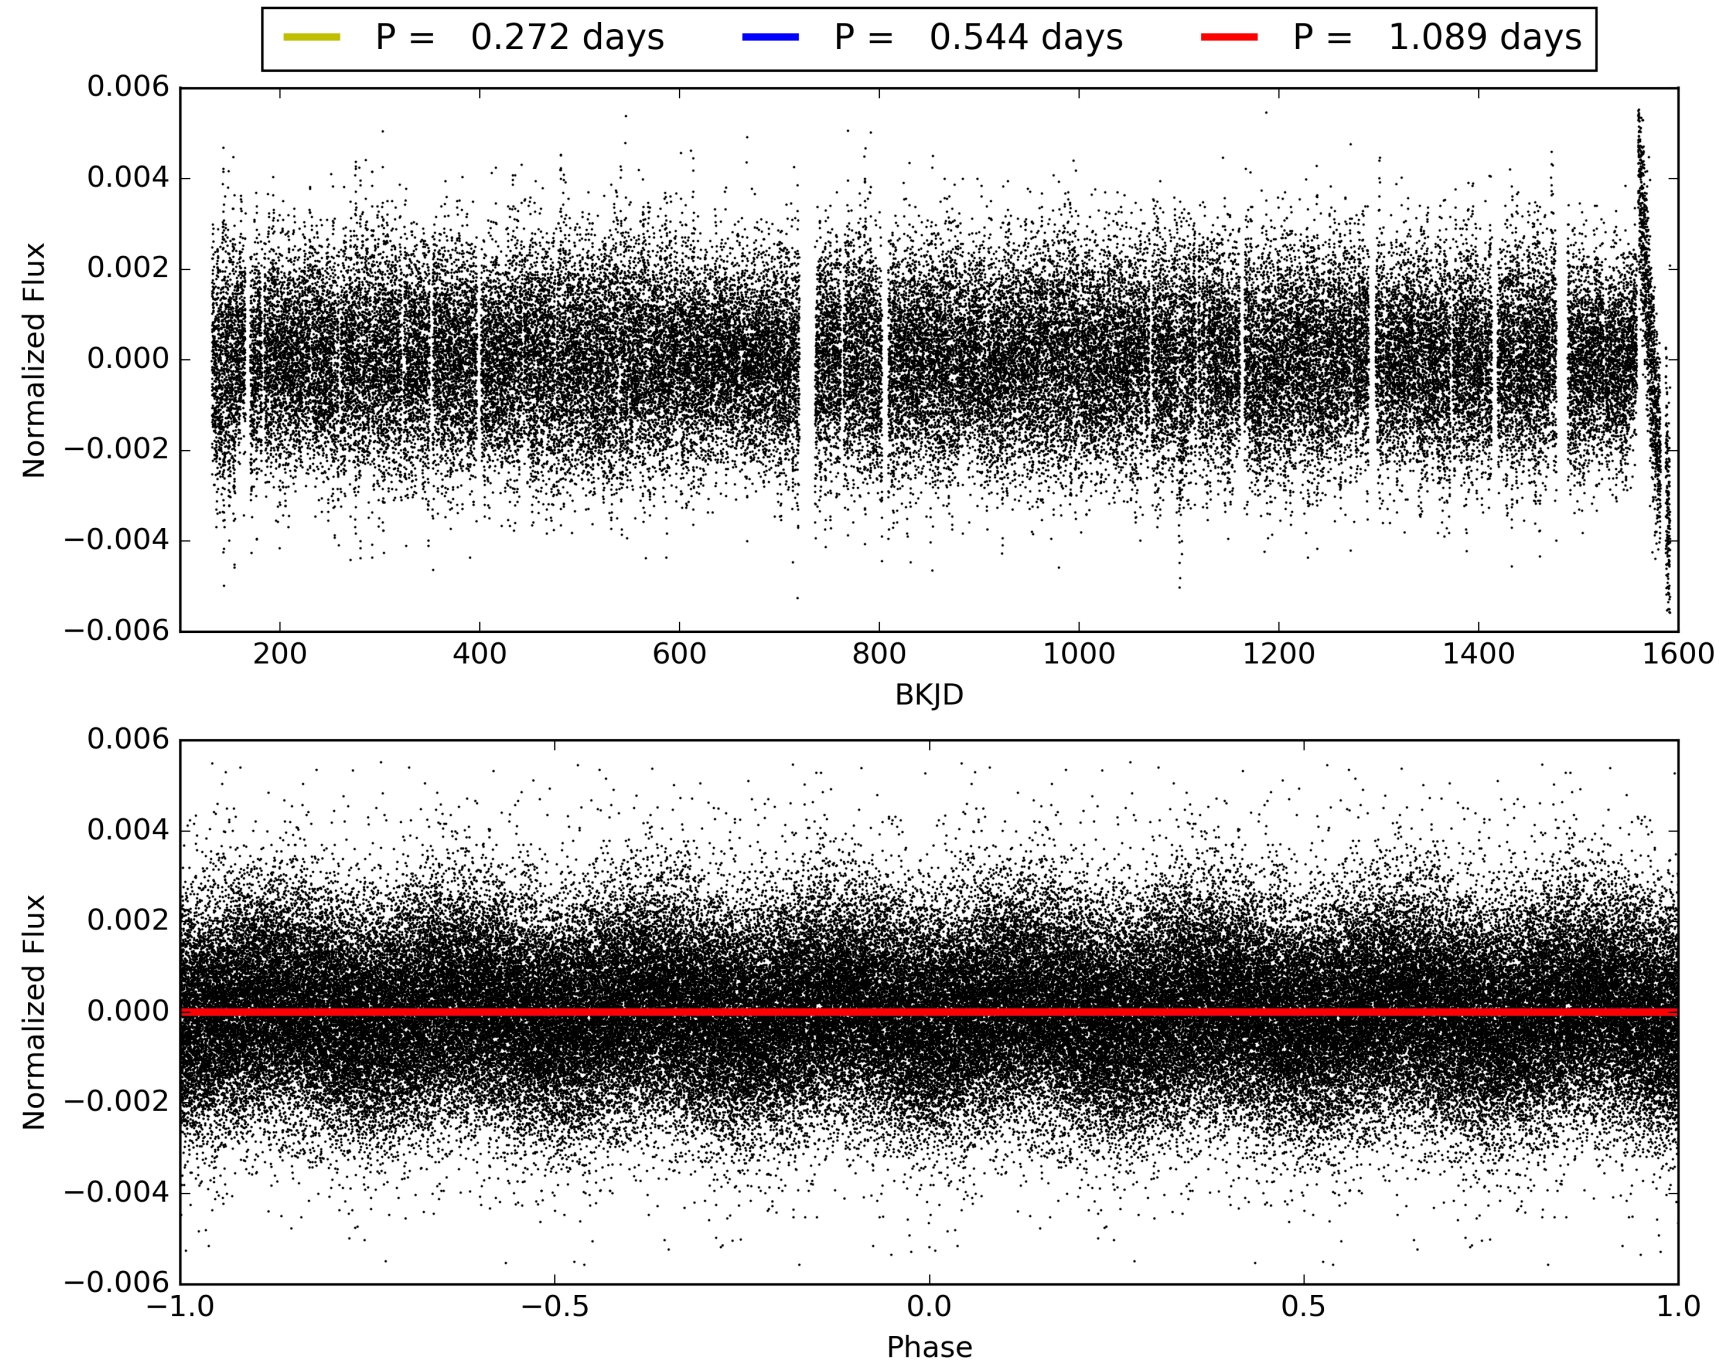 P = 0.272 days P = 0.544 days P = 1.089 days
0.006
0.004
0.002
0.000
−0.002
−0.004
−0.006
Normalized Flux
200 400 600 800 1000 1200 1400 1600
BKJD
0.006
0.004
0.002
0.000
−0.002
−0.004
−0.006
Normalized Flux
−1.0 −0.5 0.0 0.5 1.0
Phase